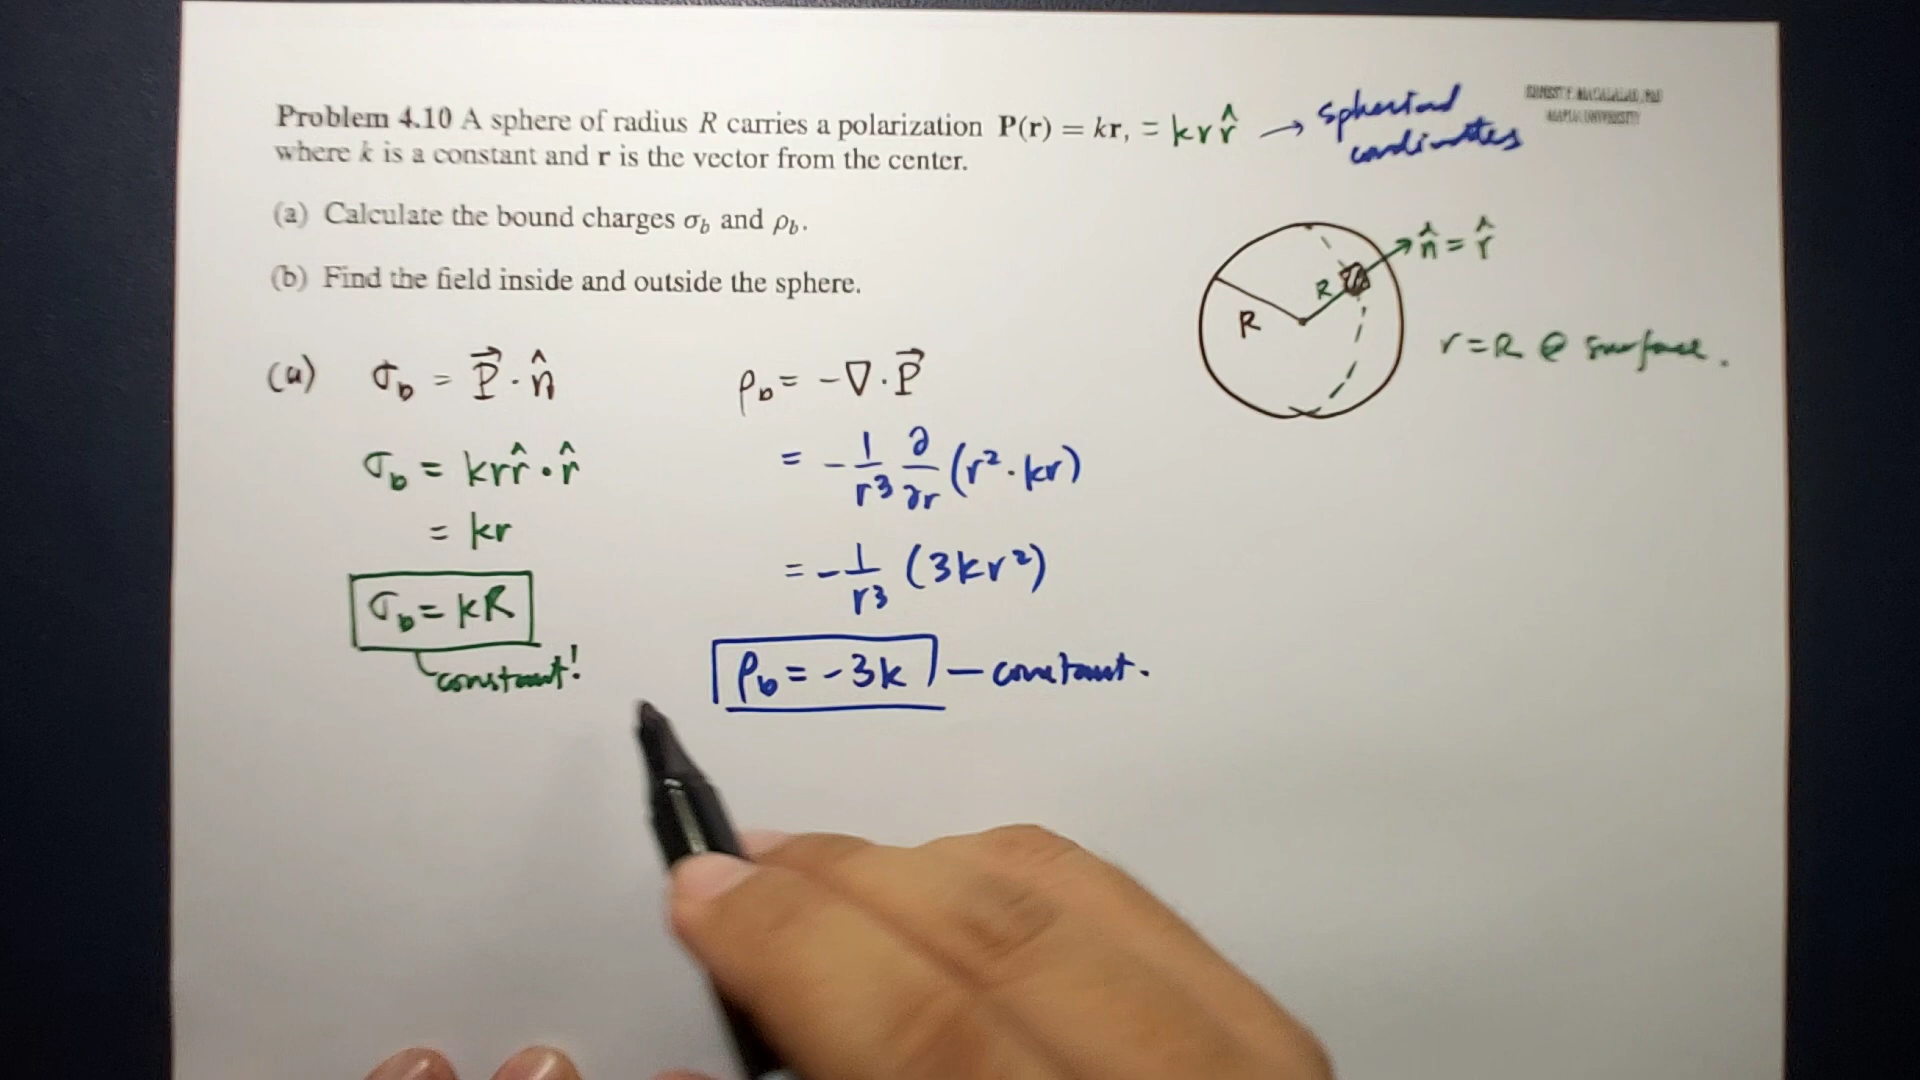 Problem 4.10 A sphere of radius R carries a polarization P(r) = kr, = kr r̂ → spherical coordinates
where k is a constant and r is the vector from the center.
(a) Calculate the bound charges σb and ρb.
(b) Find the field inside and outside the sphere.
n̂ = r̂
R
R
r = R @ surface.
(a) σb = P⃗ · n̂
σb = kr r̂ · r̂
= kr
σb = kR
constant!
ρb = -∇ · P⃗
= - 1/r³ ∂/∂r (r² · kr)
= - 1/r³ (3kr²)
ρb = -3k — constant.